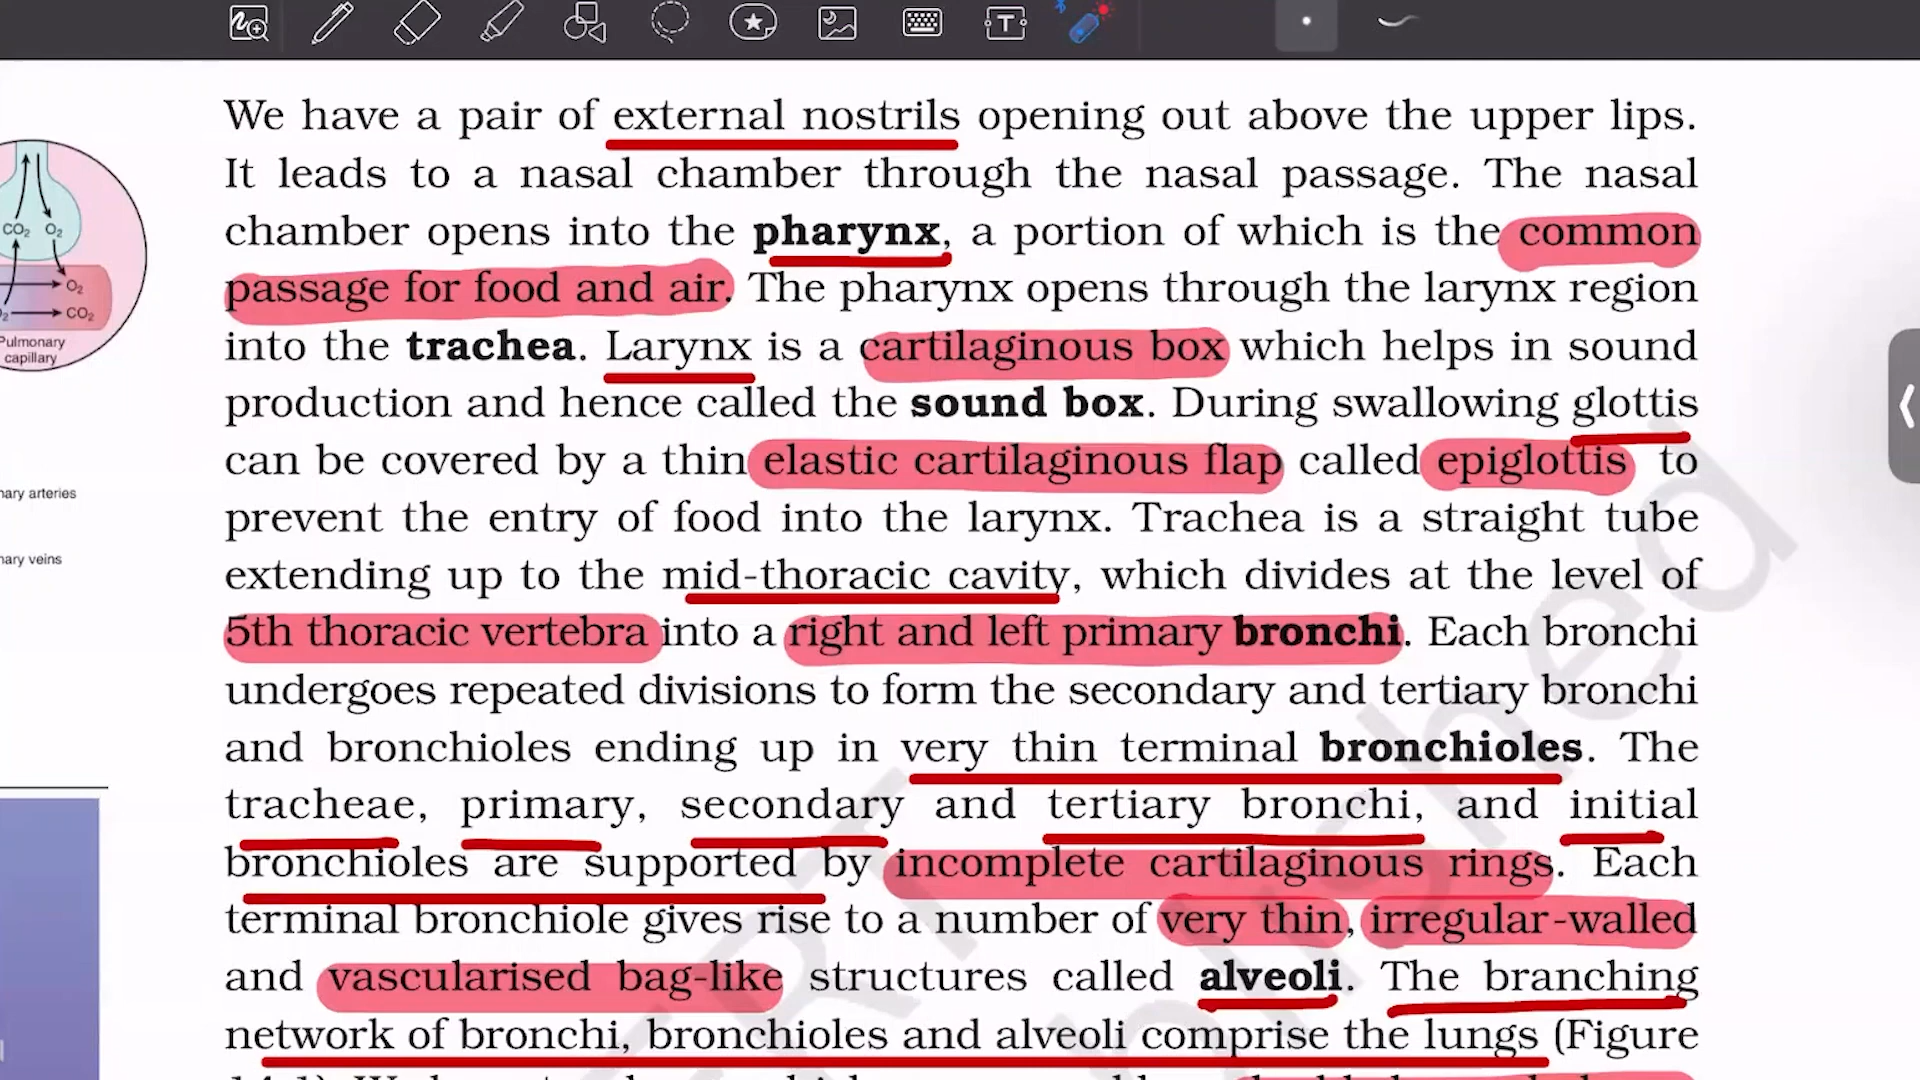 We have a pair of external nostrils opening out above the upper lips.
It leads to a nasal chamber through the nasal passage. The nasal
chamber opens into the pharynx, a portion of which is the common
passage for food and air. The pharynx opens through the larynx region
into the trachea. Larynx is a cartilaginous box which helps in sound
production and hence called the sound box. During swallowing glottis
can be covered by a thin elastic cartilaginous flap called epiglottis to
prevent the entry of food into the larynx. Trachea is a straight tube
extending up to the mid-thoracic cavity, which divides at the level of
5th thoracic vertebra into a right and left primary bronchi. Each bronchi
undergoes repeated divisions to form the secondary and tertiary bronchi
and bronchioles ending up in very thin terminal bronchioles. The
tracheae, primary, secondary and tertiary bronchi, and initial
bronchioles are supported by incomplete cartilaginous rings. Each
terminal bronchiole gives rise to a number of very thin, irregular-walled
and vascularised bag-like structures called alveoli. The branching
network of bronchi, bronchioles and alveoli comprise the lungs (Figure
CO₂ O₂
O₂
CO₂
Pulmonary
capillary
nary arteries
nary veins
T